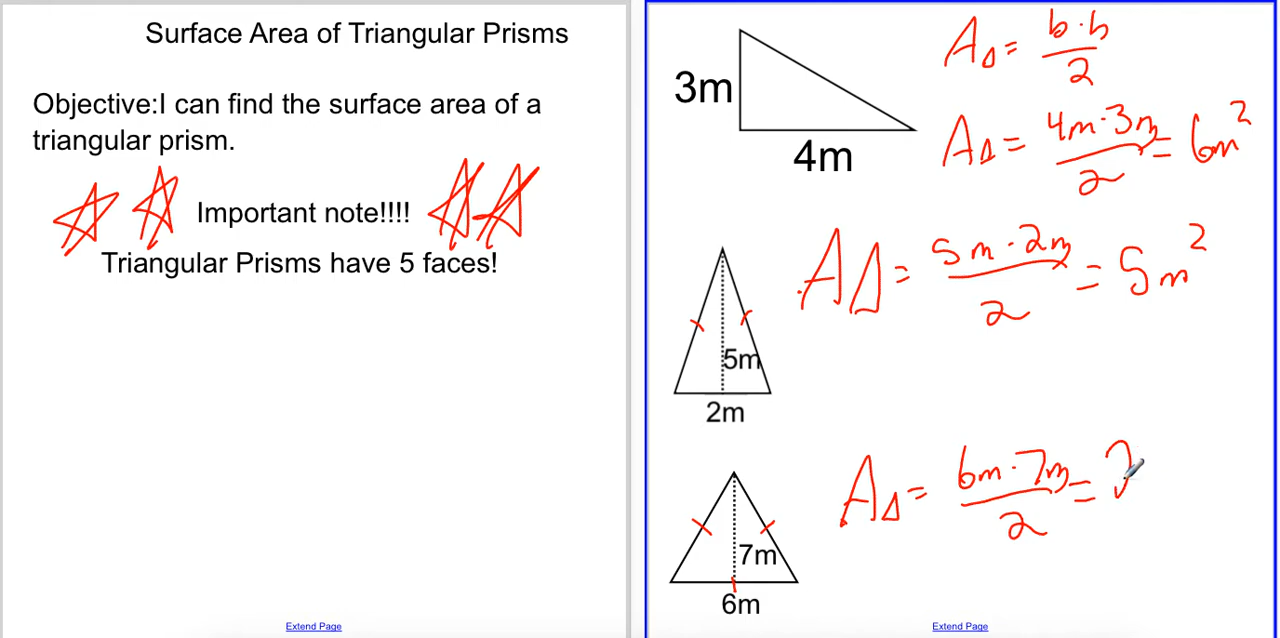 Surface Area of Triangular Prisms
Objective:I can find the surface area of a
triangular prism.
Important note!!!!
Triangular Prisms have 5 faces!
Extend Page
3m
4m
A△ = b·h/2
A△ = 4m·3m/2 = 6m²
5m
2m
A△ = 5m·2m/2 = 5m²
7m
6m
A△ = 6m·7m/2 = 2
Extend Page